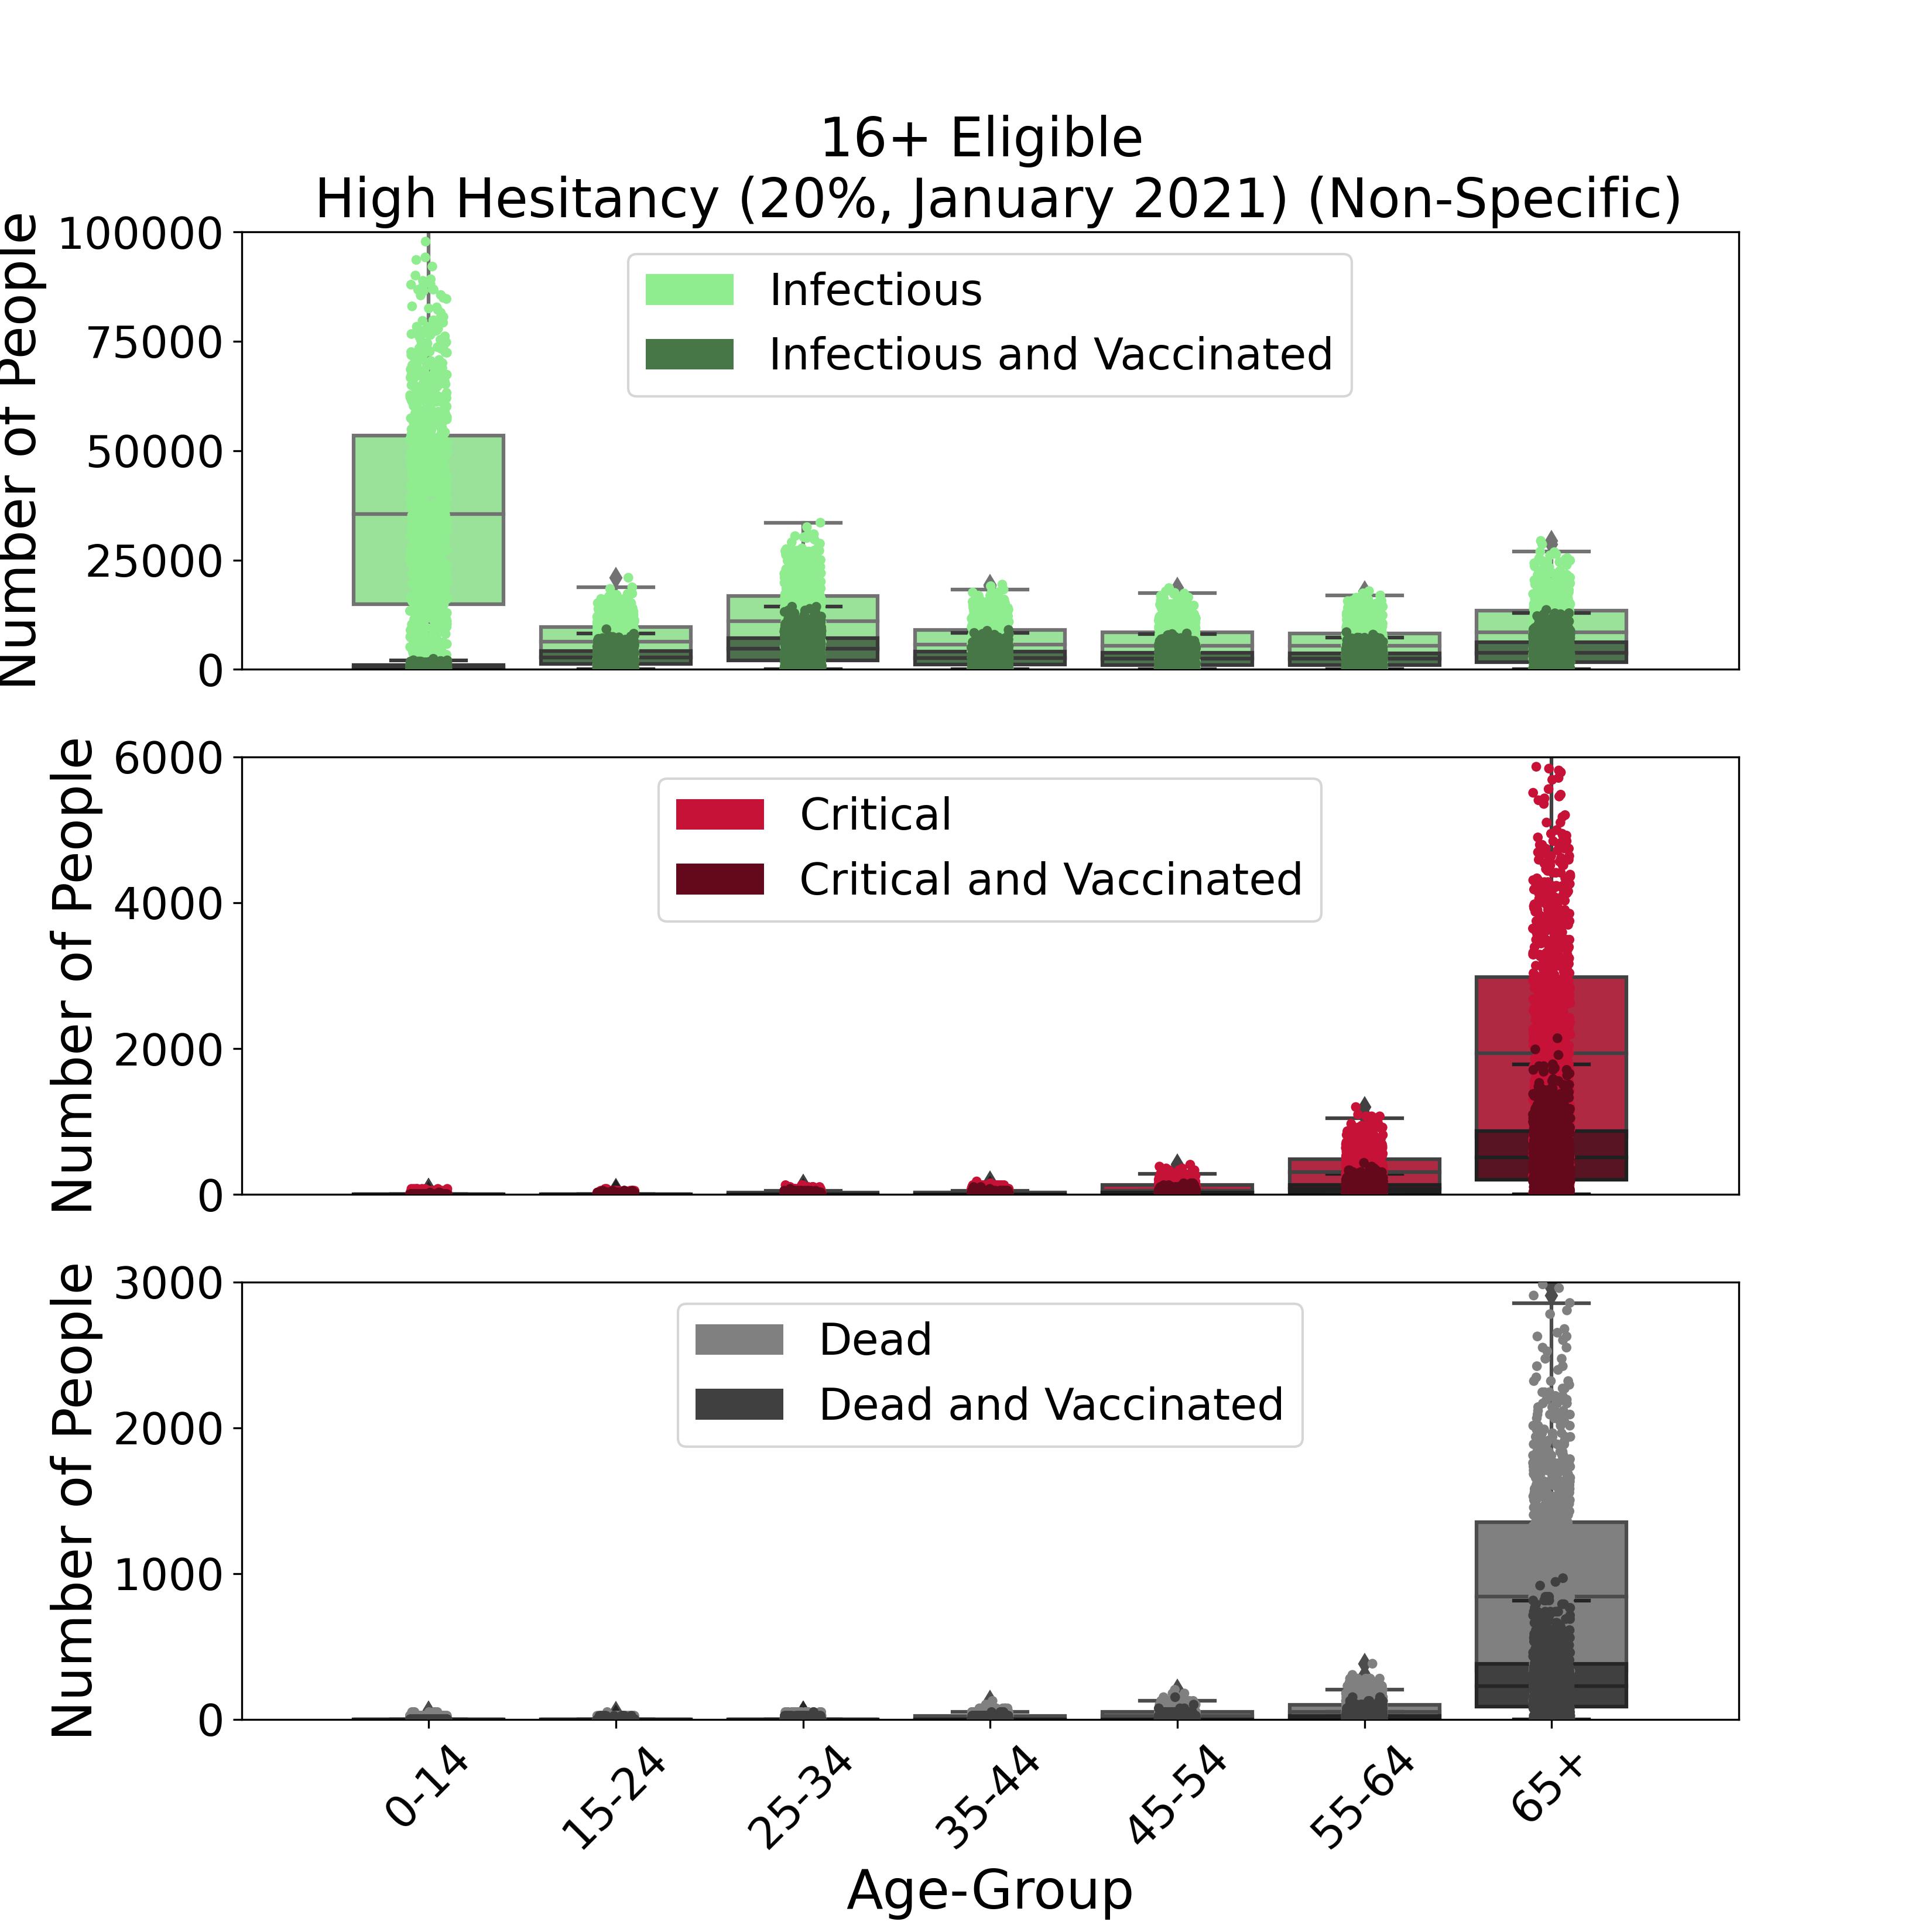 16+ Eligible
High Hesitancy (20%, January 2021) (Non-Specific)
Number of People
100000
75000
50000
25000
0
Infectious
Infectious and Vaccinated
Number of People
6000
4000
2000
0
Critical
Critical and Vaccinated
Number of People
3000
2000
1000
0
Dead
Dead and Vaccinated
0-14
15-24
25-34
35-44
45-54
55-64
65+
Age-Group